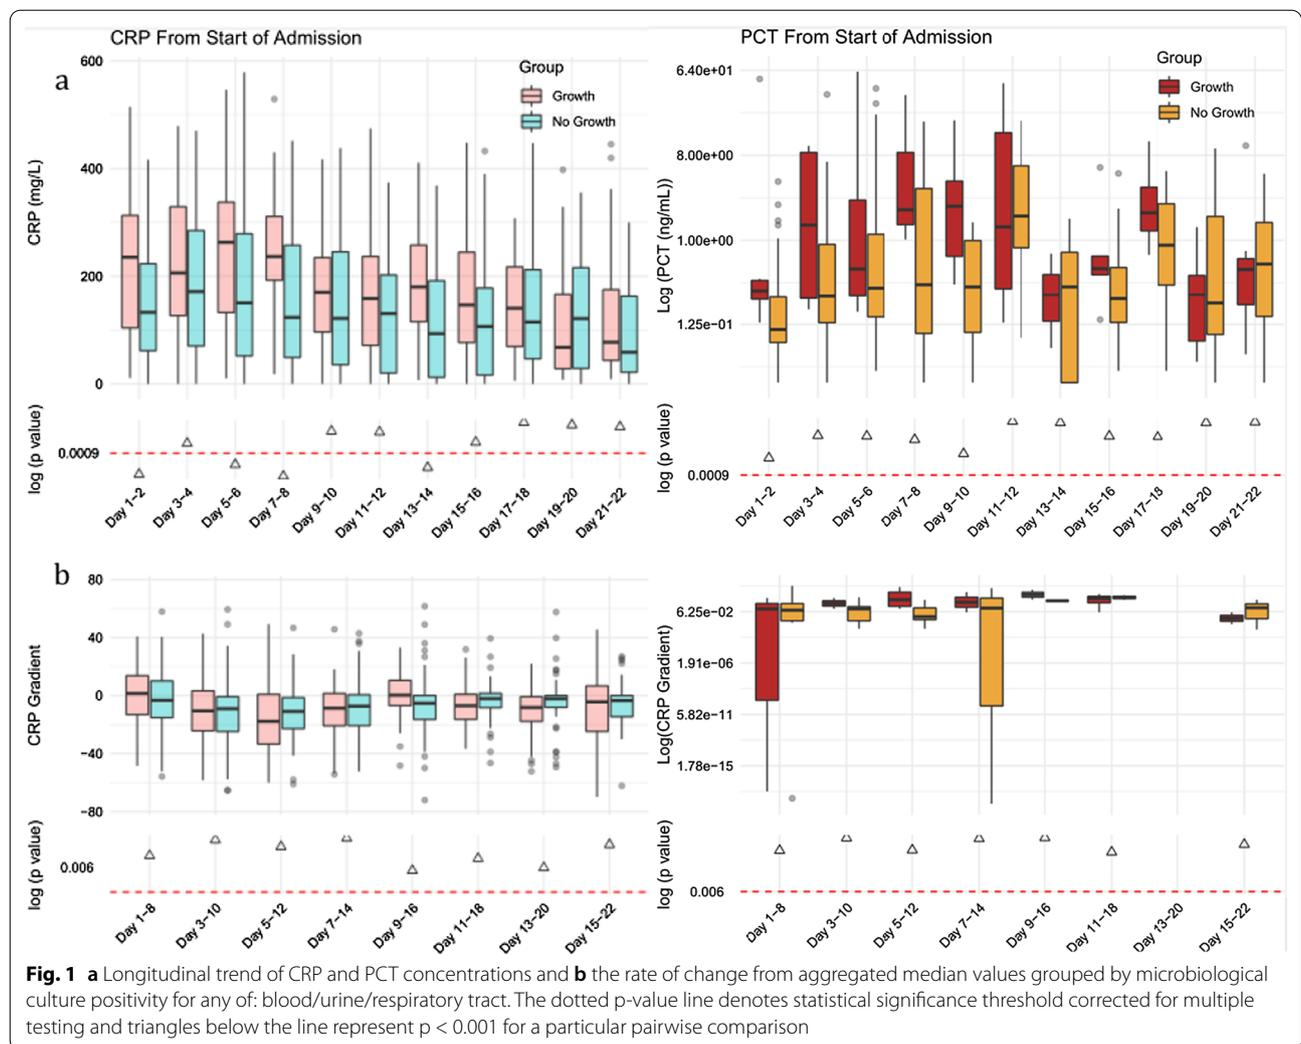 CRP From Start of Admission
a
CRP (mg/L)
600
400
200
0
Group
Growth
No Growth
log (p value)
0.0009
Day 1–2
Day 3–4
Day 5–6
Day 7–8
Day 9–10
Day 11–12
Day 13–14
Day 15–16
Day 17–18
Day 19–20
Day 21–22
PCT From Start of Admission
Log (PCT (ng/mL))
6.40e+01
8.00e+00
1.00e+00
1.25e−01
Group
Growth
No Growth
log (p value)
0.0009
Day 1–2
Day 3–4
Day 5–6
Day 7–8
Day 9–10
Day 11–12
Day 13–14
Day 15–16
Day 17–18
Day 19–20
Day 21–22
b
CRP Gradient
80
40
0
−40
−80
log (p value)
0.006
Day 1–8
Day 3–10
Day 5–12
Day 7–14
Day 9–16
Day 11–18
Day 13–20
Day 15–22
Log(CRP Gradient)
6.25e−02
1.91e−06
5.82e−11
1.78e−15
log (p value)
0.006
Day 1–8
Day 3–10
Day 5–12
Day 7–14
Day 9–16
Day 11–18
Day 13–20
Day 15–22
Fig. 1 a Longitudinal trend of CRP and PCT concentrations and b the rate of change from aggregated median values grouped by microbiological
culture positivity for any of: blood/urine/respiratory tract. The dotted p-value line denotes statistical significance threshold corrected for multiple
testing and triangles below the line represent p < 0.001 for a particular pairwise comparison